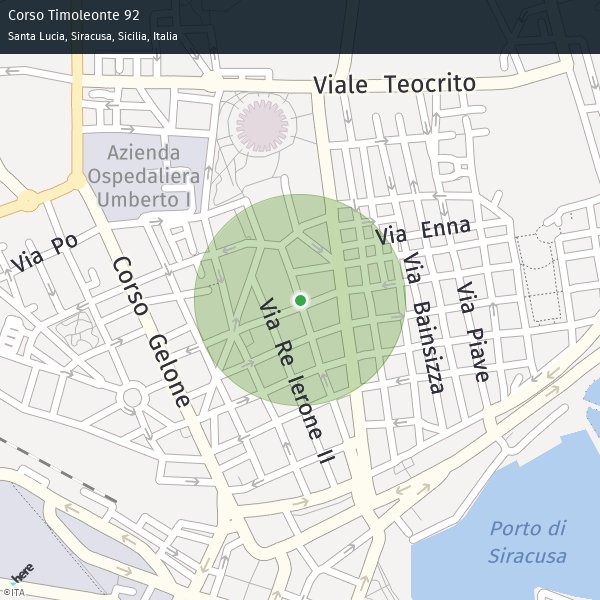 Corso Timoleonte 92
Santa Lucia, Siracusa, Sicilia, Italia
Viale Teocrito
Azienda
Ospedaliera
Umberto I
Via Enna
Via Po
Corso Gelone
Via Re Ierone II
Via Bainsizza
Via Piave
Porto di
Siracusa
here
©ITA